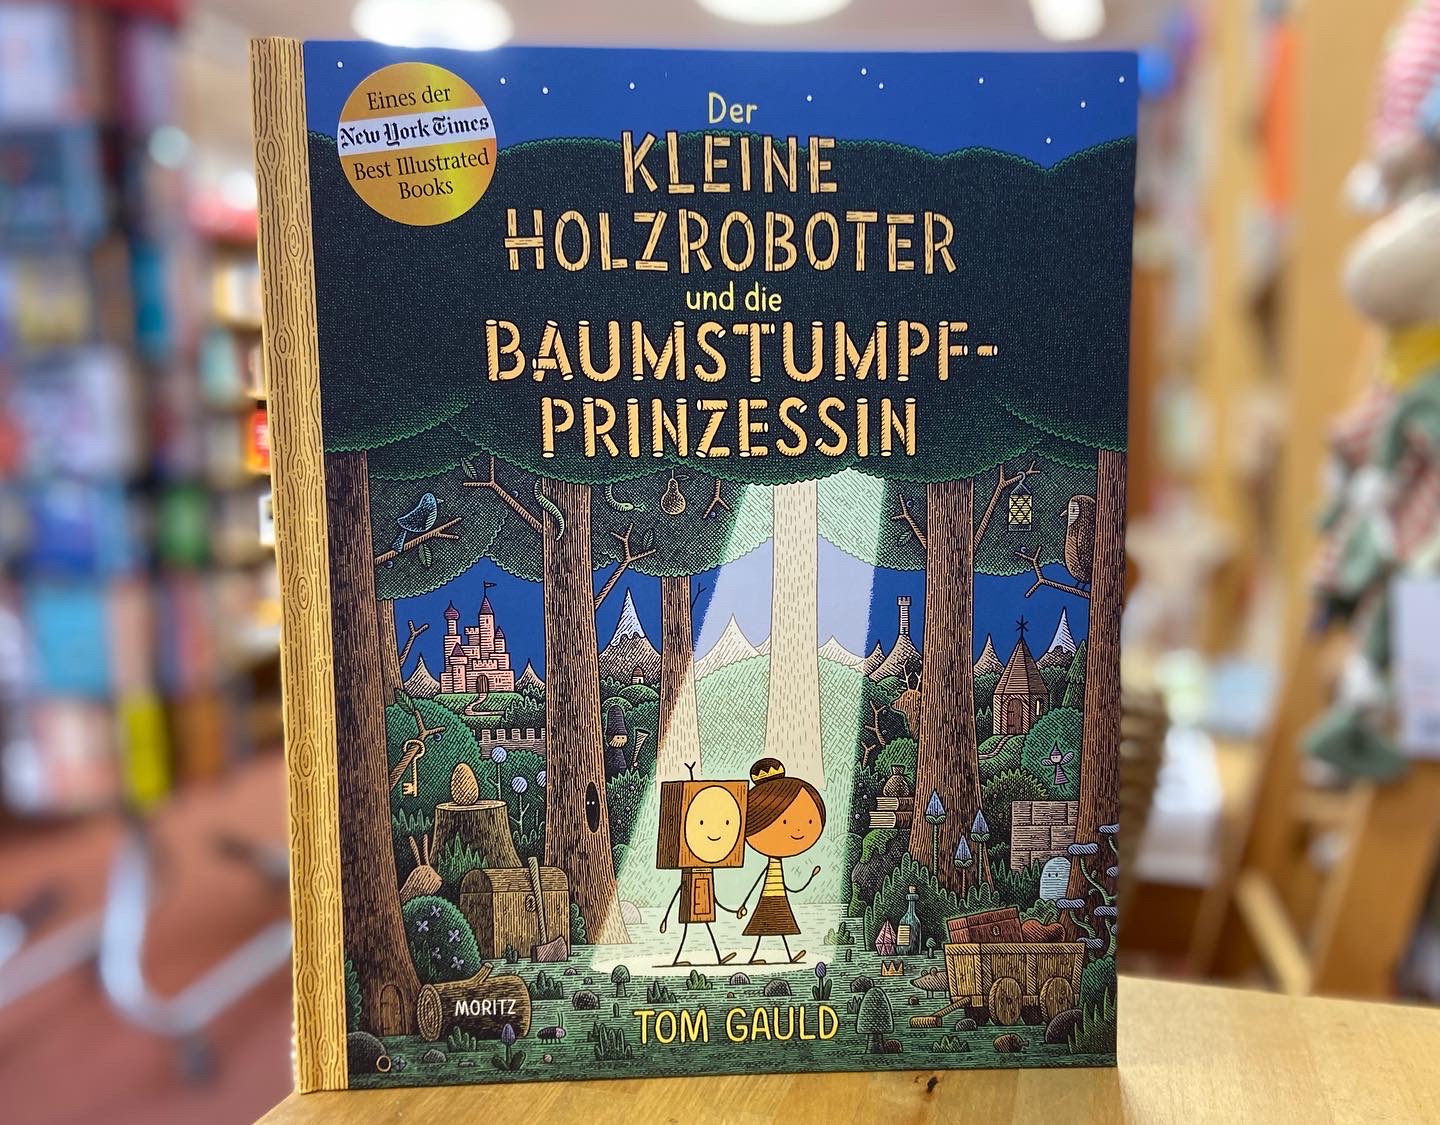 Eines der
New York Times
Best Illustrated
Books
Der
KLEINE
HOLZROBOTER
und die
BAUMSTUMPF-
PRINZESSIN
MORITZ
TOM GAULD